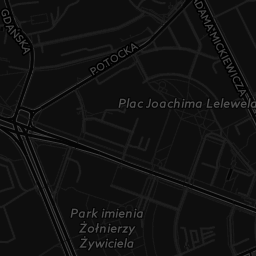 GDAŃSKA
POTOCKA
ADAMA MICKIEWICZA
Plac Joachima Lelewela
Park imienia
Żołnierzy
Żywiciela